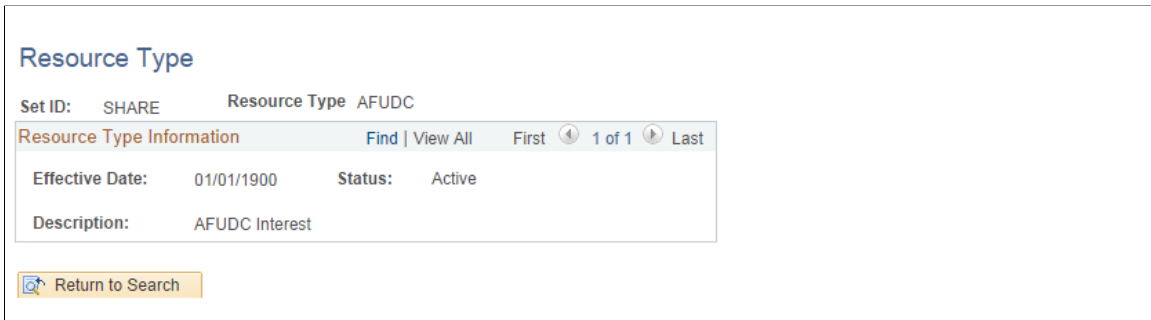 Resource Type
Set ID: SHARE Resource Type AFUDC
Resource Type Information Find | View All First 1 of 1 Last
Effective Date: 01/01/1900 Status: Active
Description: AFUDC Interest
Return to Search